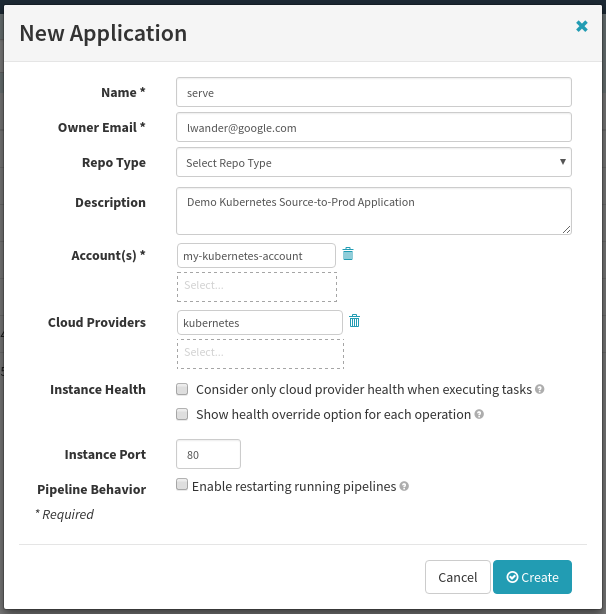 New Application
Name *
serve
Owner Email *
lwander@google.com
Repo Type
Select Repo Type
Description
Demo Kubernetes Source-to-Prod Application
Account(s) *
my-kubernetes-account
Select...
Cloud Providers
kubernetes
Select...
Instance Health
Consider only cloud provider health when executing tasks
Show health override option for each operation
Instance Port
80
Pipeline Behavior
Enable restarting running pipelines
* Required
Cancel
Create